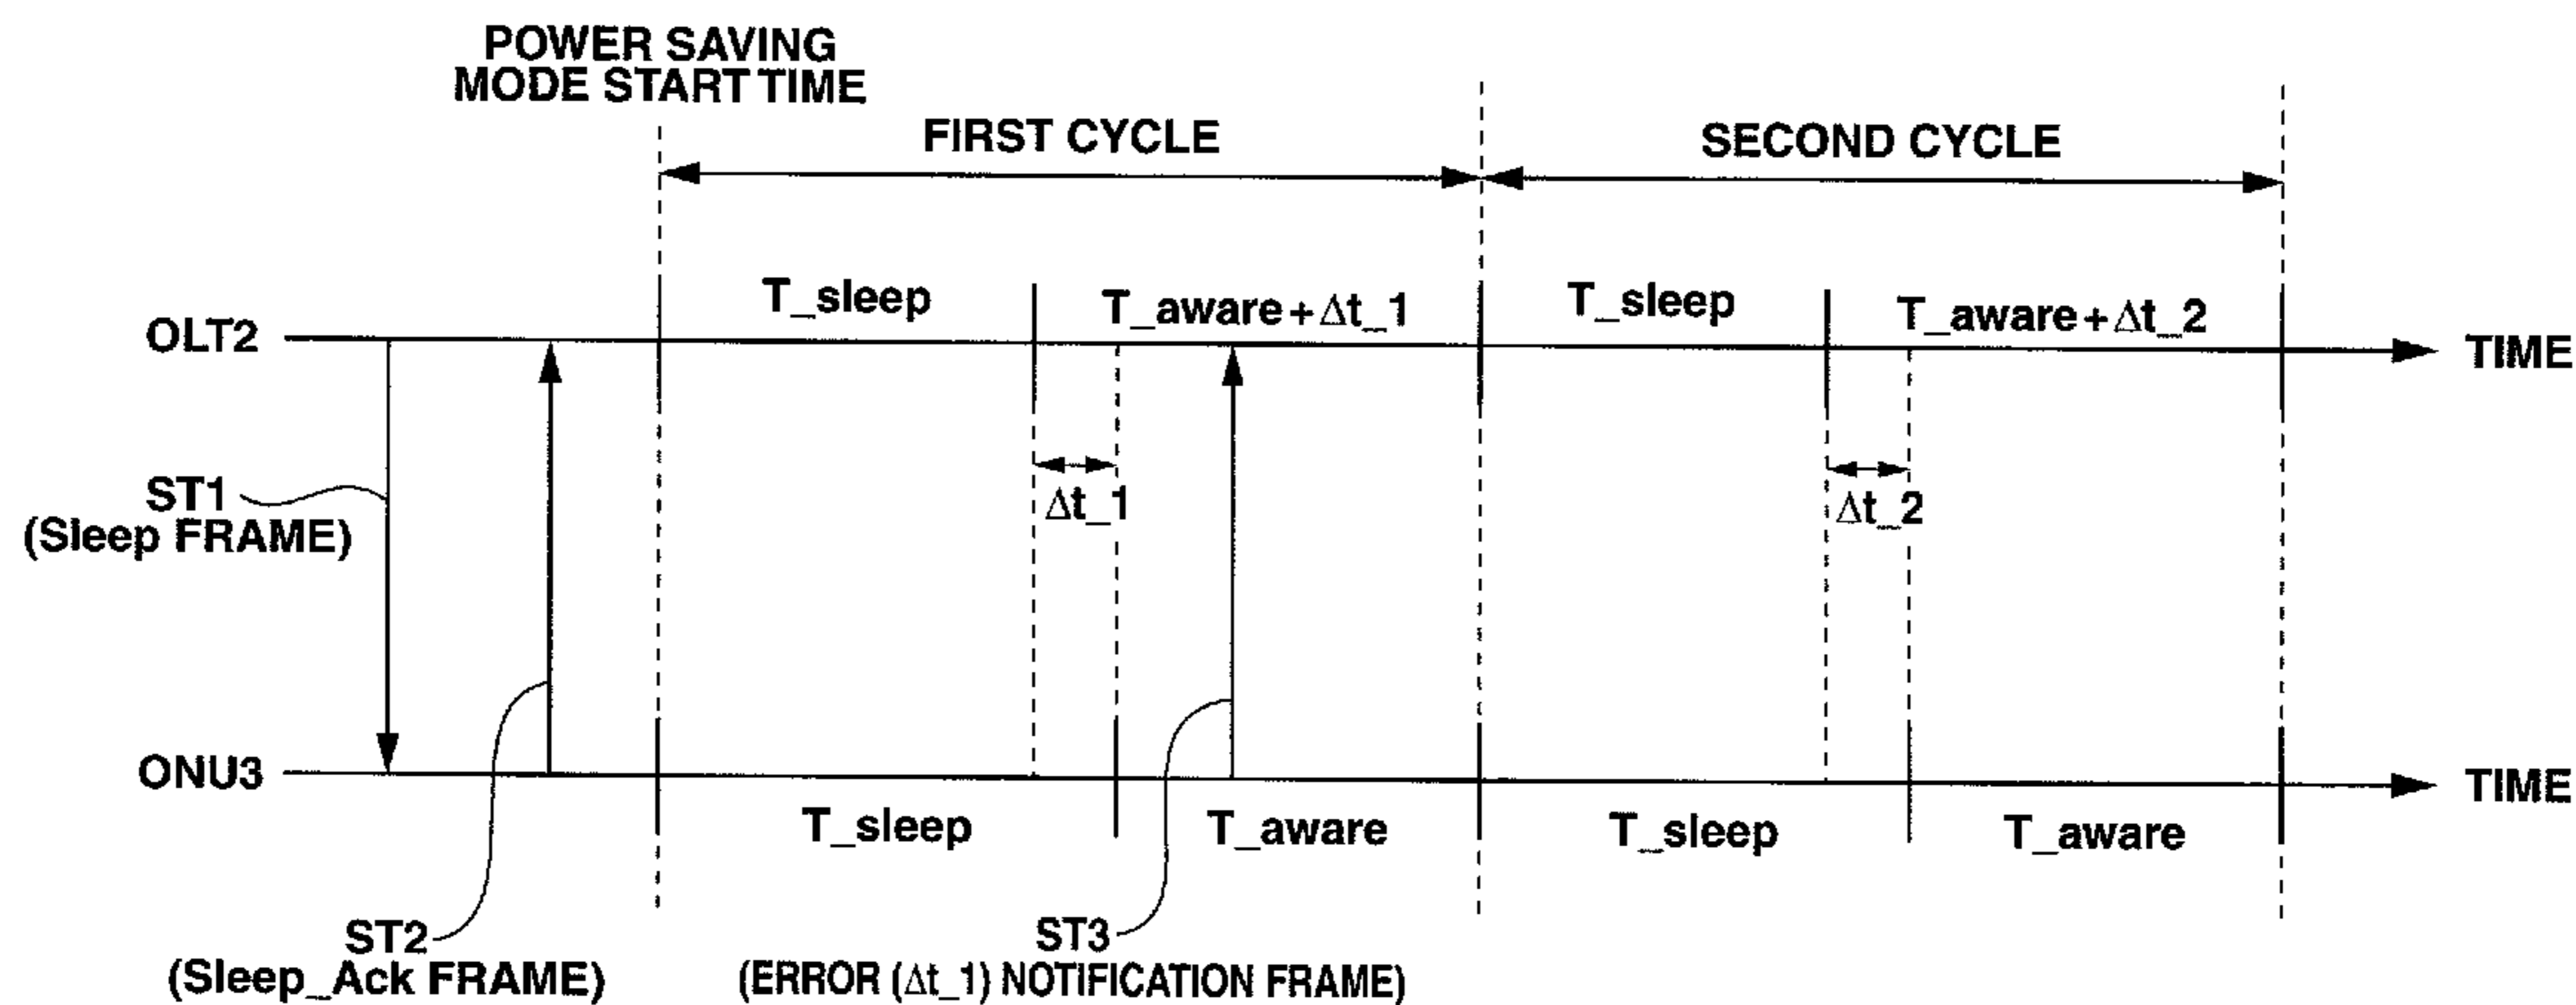 POWER SAVING
MODE START TIME
FIRST CYCLE
SECOND CYCLE
T_sleep
T_aware+Δt_1
T_sleep
T_aware+Δt_2
OLT2
TIME
Δt_1
Δt_2
ST1
(Sleep FRAME)
ONU3
TIME
T_sleep
T_aware
T_sleep
T_aware
ST2
(Sleep_Ack FRAME)
ST3
(ERROR (Δt_1) NOTIFICATION FRAME)